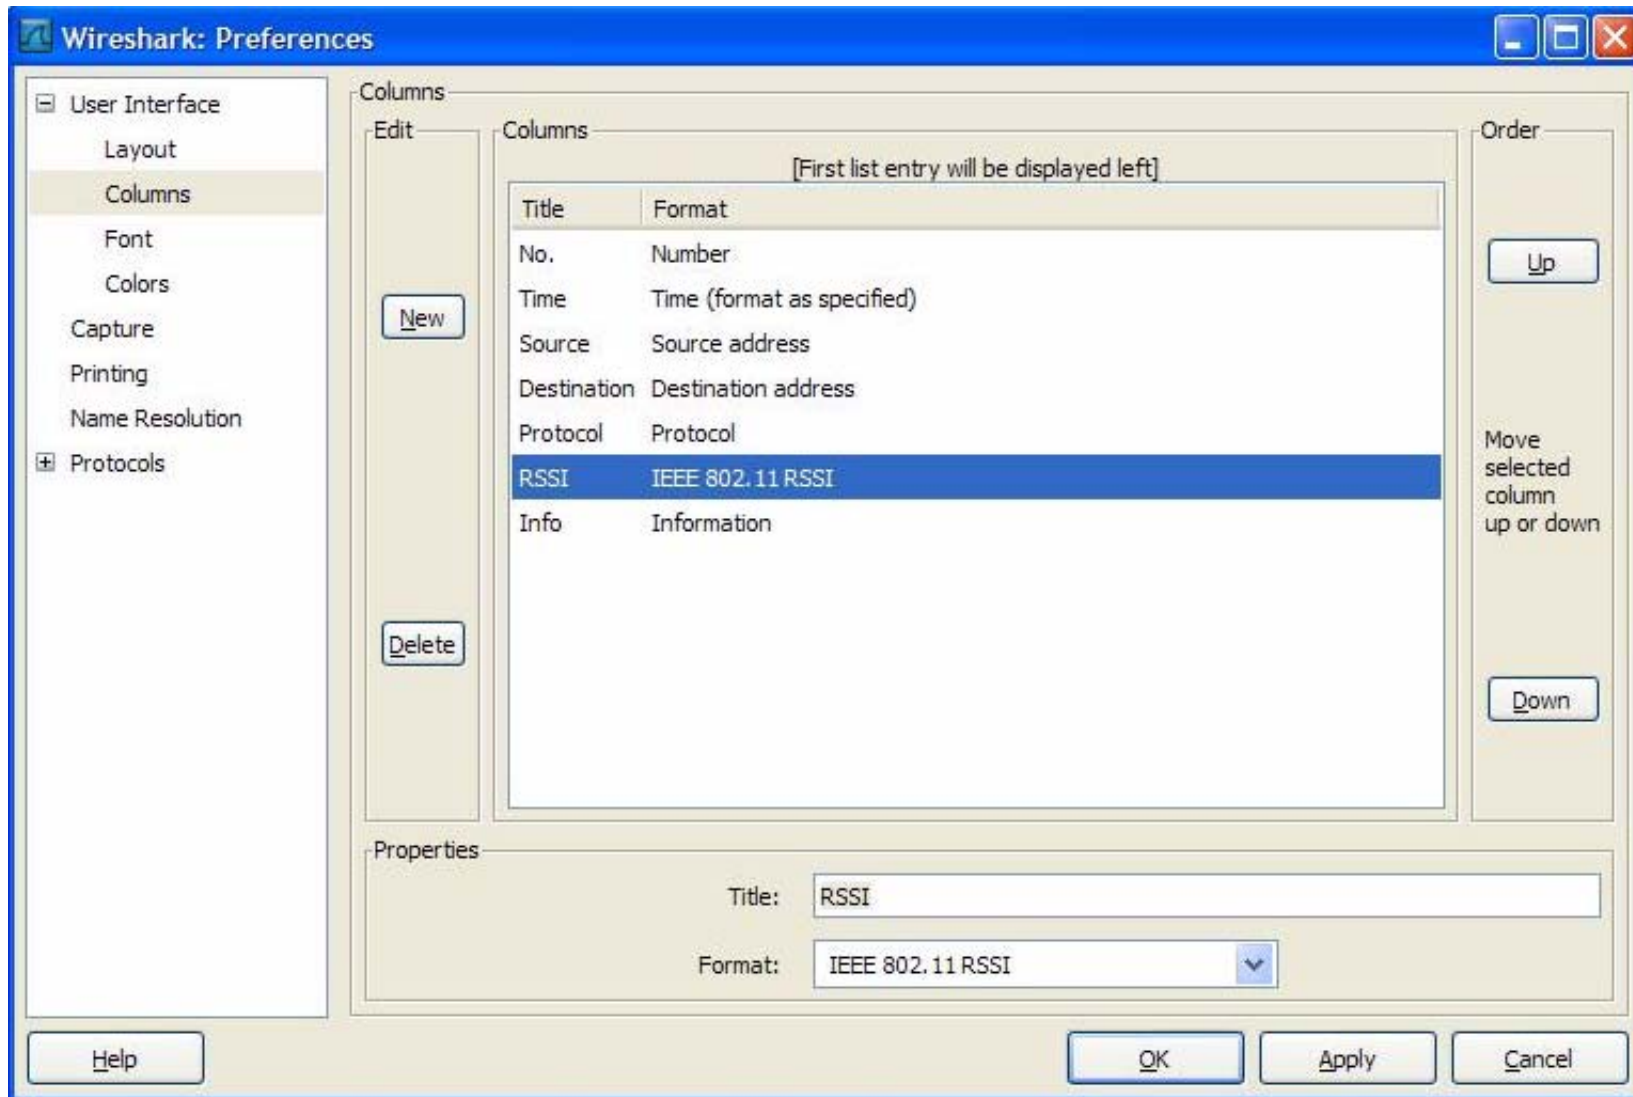 Wireshark: Preferences
User Interface
Layout
Columns
Font
Colors
Capture
Printing
Name Resolution
Protocols
Columns
Edit
New
Delete
Columns
[First list entry will be displayed left]
Title Format
No. Number
Time Time (format as specified)
Source Source address
Destination Destination address
Protocol Protocol
RSSI IEEE 802.11 RSSI
Info Information
Order
Up
Move
selected
column
up or down
Down
Properties
Title: RSSI
Format: IEEE 802.11 RSSI
Help OK Apply Cancel